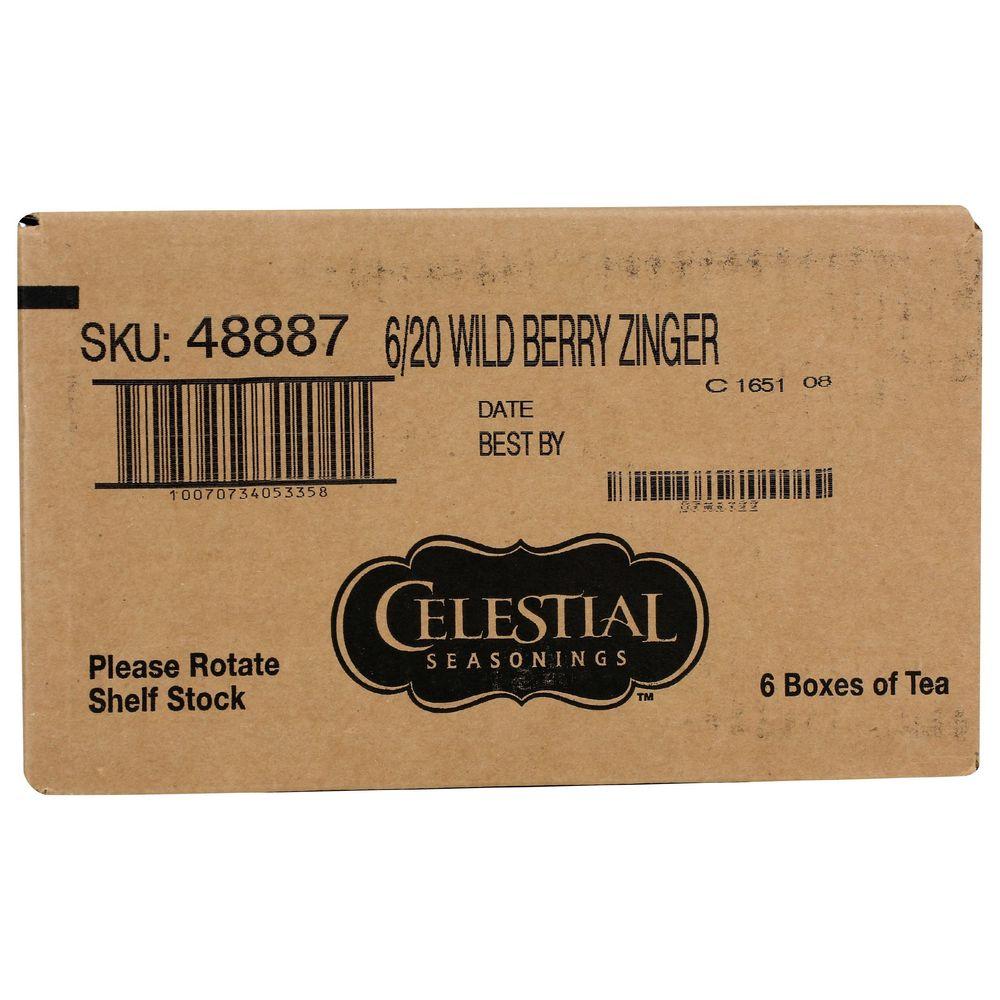 SKU: 48887 6/20 WILD BERRY ZINGER
C 1651 08
DATE
BEST BY
10070734053358
CELESTIAL
SEASONINGS
TM
Please Rotate
Shelf Stock
6 Boxes of Tea